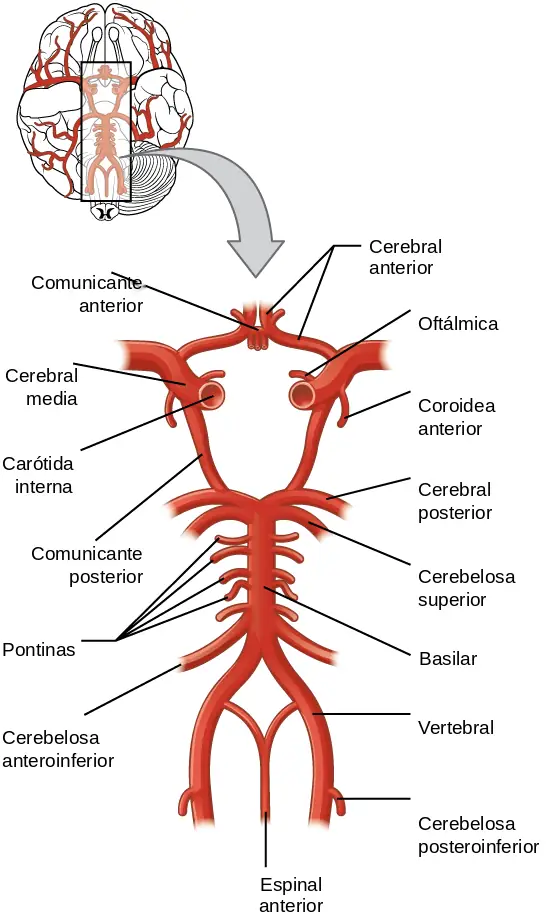 Cerebral
anterior
Comunicante
anterior
Oftálmica
Cerebral
media
Coroidea
anterior
Carótida
interna
Cerebral
posterior
Comunicante
posterior
Cerebelosa
superior
Pontinas
Basilar
Vertebral
Cerebelosa
anteroinferior
Cerebelosa
posteroinferior
Espinal
anterior